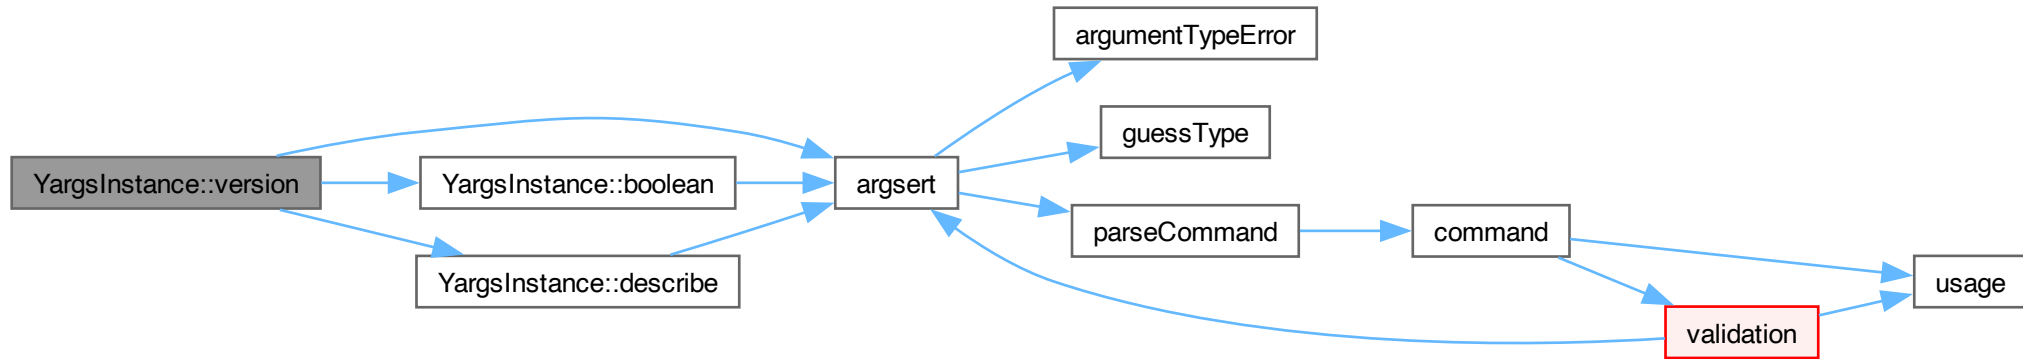 argumentTypeError
guessType
YargsInstance::version
YargsInstance::boolean
argsert
parseCommand
command
YargsInstance::describe
usage
validation